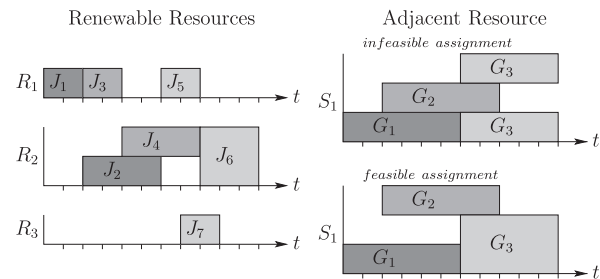 Renewable Resources
R1 J1 J3 J5 t
R2 J2 J4 J6 t
R3 J7 t
Adjacent Resource
infeasible assignment
S1 G1 G2 G3 G3 t
feasible assignment
S1 G1 G2 G3 t